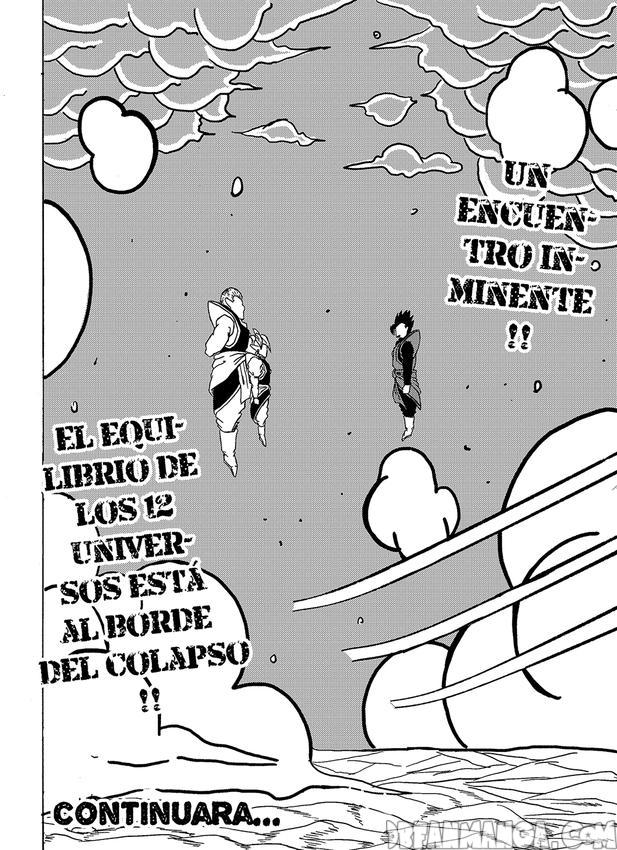 UN
ENCUEN-
TRO IN-
MINENTE
!!
EL EQUI-
LIBRIO DE
LOS 12
UNIVER-
SOS ESTÁ
AL BORDE
DEL COLAPSO
!!
CONTINUARA...
DREANMANGA.COM